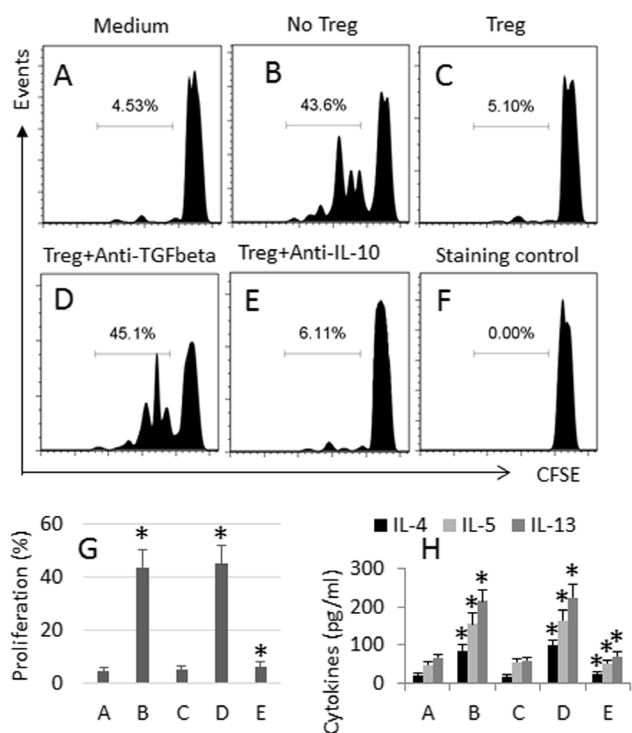 Medium
No Treg
Treg
A
4.53%
B
43.6%
C
5.10%
Events
Treg+Anti-TGFbeta
Treg+Anti-IL-10
Staining control
D
45.1%
E
6.11%
F
0.00%
CFSE
G
Proliferation (%)
60
40
20
0
* * *
A B C D E
IL-4 IL-5 IL-13
H
Cytokines (pg/ml)
300
200
100
0
* * * * * * * * *
A B C D E